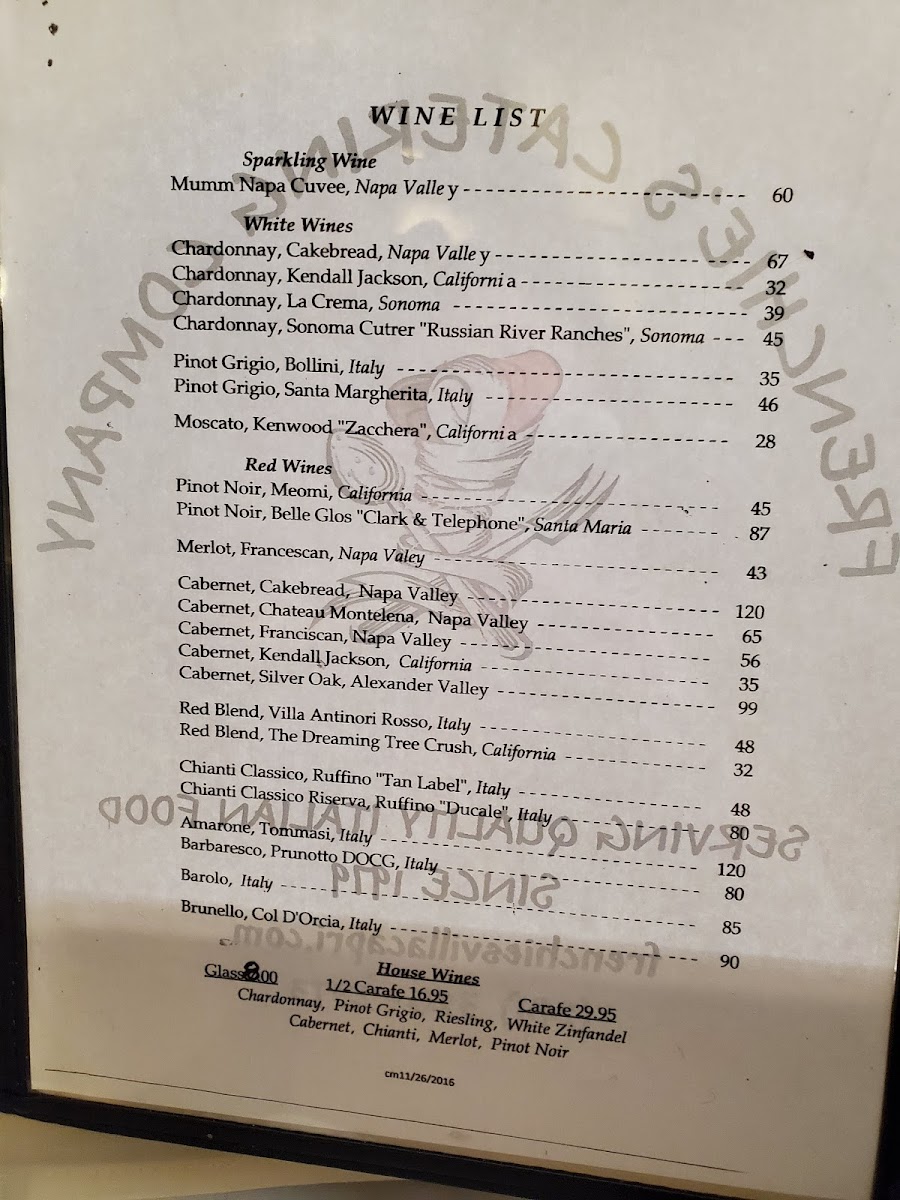 WINE LIST
Sparkling Wine
Mumm Napa Cuvee, Napa Valley - - - - - - - - - - - - - - - - - - - - - - - - - - - 60
White Wines
Chardonnay, Cakebread, Napa Valley - - - - - - - - - - - - - - - - - - - - - - - - 67
Chardonnay, Kendall Jackson, California - - - - - - - - - - - - - - - - - - - - - 32
Chardonnay, La Crema, Sonoma - - - - - - - - - - - - - - - - - - - - - - - - - - - 39
Chardonnay, Sonoma Cutrer "Russian River Ranches", Sonoma - - - 45
Pinot Grigio, Bollini, Italy - - - - - - - - - - - - - - - - - - - - - - - - - - - - - - - 35
Pinot Grigio, Santa Margherita, Italy - - - - - - - - - - - - - - - - - - - - - - - 46
Moscato, Kenwood "Zacchera", California - - - - - - - - - - - - - - - - - - - 28
Red Wines
Pinot Noir, Meomi, California - - - - - - - - - - - - - - - - - - - - - - - - - - - - 45
Pinot Noir, Belle Glos "Clark & Telephone", Santa Maria - - - - - - - 87
Merlot, Francescan, Napa Valey - - - - - - - - - - - - - - - - - - - - - - - - - - 43
Cabernet, Cakebread, Napa Valley - - - - - - - - - - - - - - - - - - - - - - - - 120
Cabernet, Chateau Montelena, Napa Valley - - - - - - - - - - - - - - - - 65
Cabernet, Franciscan, Napa Valley - - - - - - - - - - - - - - - - - - - - - - - - 56
Cabernet, Kendall Jackson, California - - - - - - - - - - - - - - - - - - - - - 35
Cabernet, Silver Oak, Alexander Valley - - - - - - - - - - - - - - - - - - - - 99
Red Blend, Villa Antinori Rosso, Italy - - - - - - - - - - - - - - - - - - - - - 48
Red Blend, The Dreaming Tree Crush, California - - - - - - - - - - - - - 32
Chianti Classico, Ruffino "Tan Label", Italy - - - - - - - - - - - - - - - - - 48
Chianti Classico Riserva, Ruffino "Ducale", Italy - - - - - - - - - - - - - 80
Amarone, Tommasi, Italy - - - - - - - - - - - - - - - - - - - - - - - - - - - - - - 120
Barbaresco, Prunotto DOCG, Italy - - - - - - - - - - - - - - - - - - - - - - - - 80
Barolo, Italy - - - - - - - - - - - - - - - - - - - - - - - - - - - - - - - - - - - - - - - - 85
Brunello, Col D'Orcia, Italy - - - - - - - - - - - - - - - - - - - - - - - - - - - - - 90
House Wines
Glass 8.00 1/2 Carafe 16.95 Carafe 29.95
Chardonnay, Pinot Grigio, Riesling, White Zinfandel
Cabernet, Chianti, Merlot, Pinot Noir
cm11/26/2016
FRENCHIE'S CATERING COMPANY
SERVING QUALITY ITALIAN FOOD
SINCE 1979
frenchiesvillacapri.com